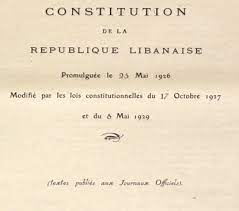 CONSTITUTION
DE LA
REPUBLIQUE LIBANAISE
Promulguée le 23 Mai 1926
Modifié par les lois constitutionnelles du 17 Octobre 1927
et du 8 Mai 1929
(textes publiés aux Journaux Officiels).